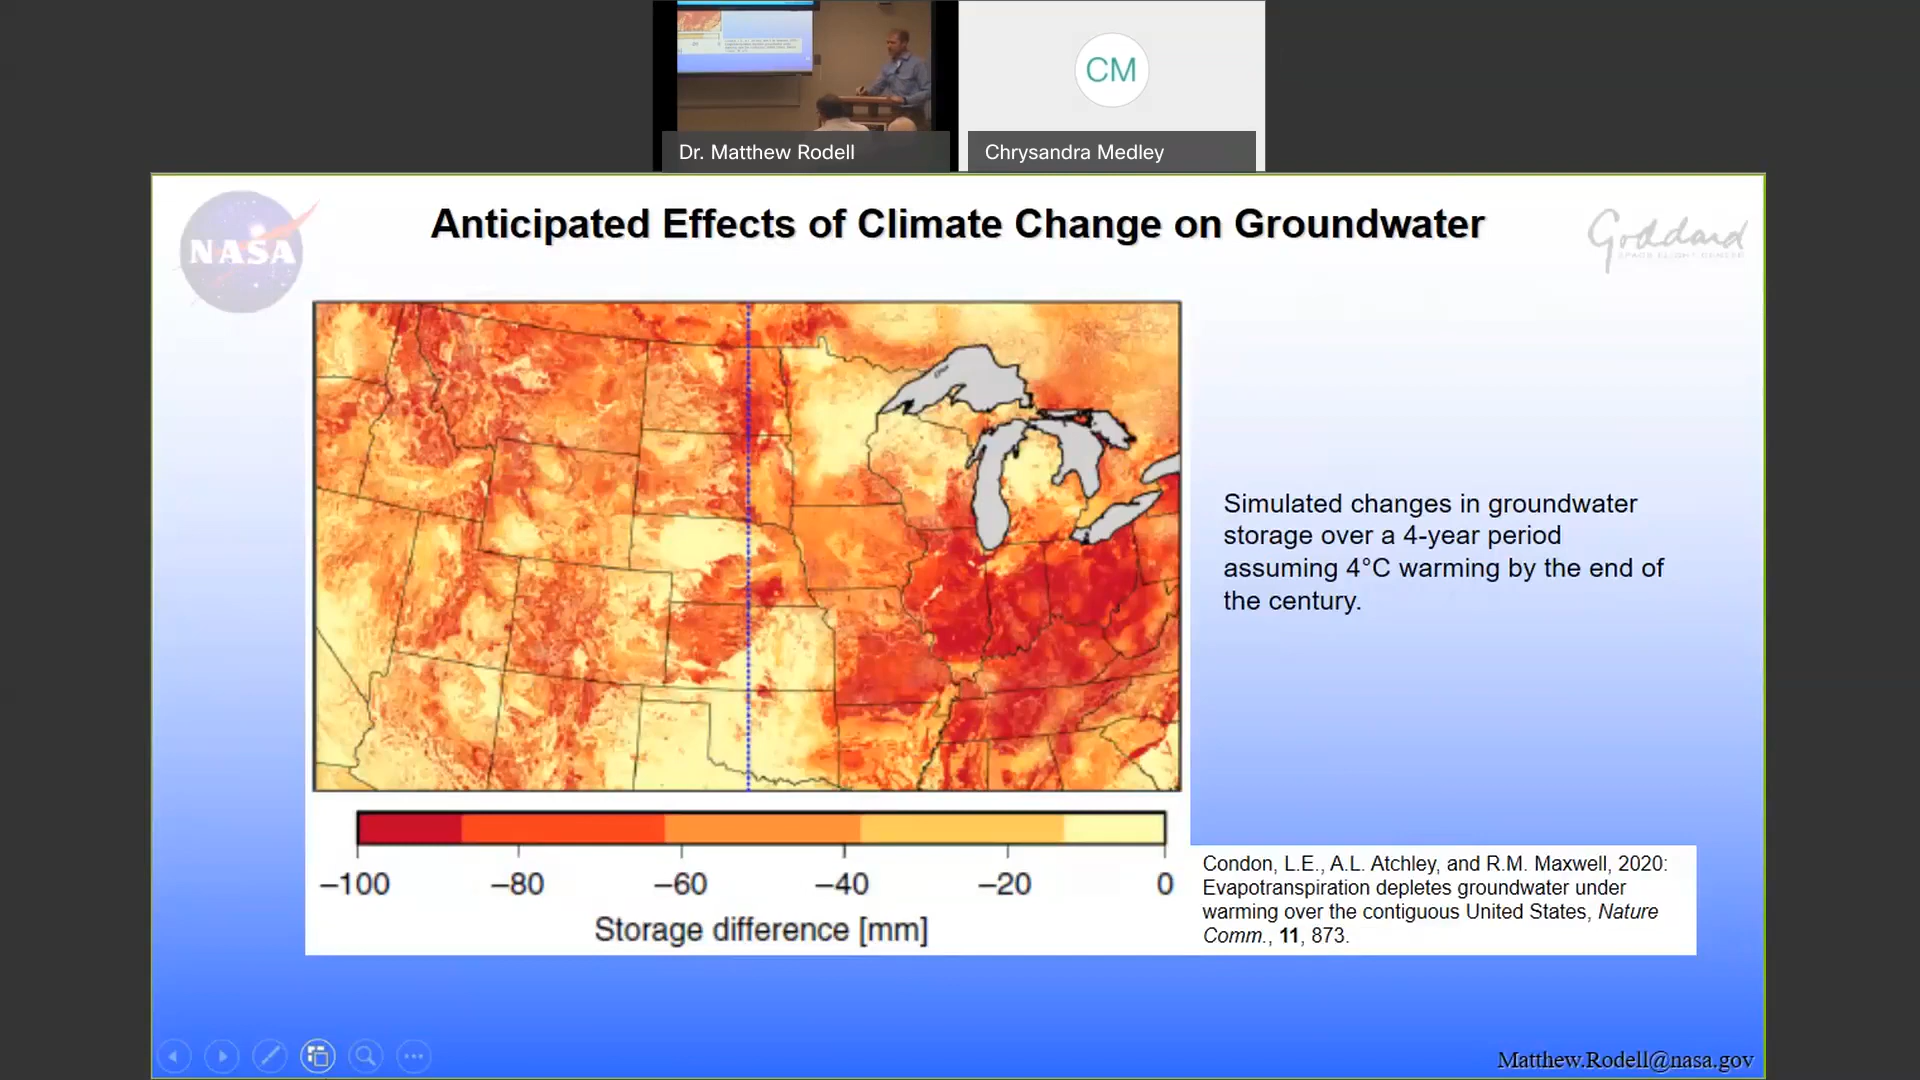 CM
Dr. Matthew Rodell
Chrysandra Medley
NASA
Anticipated Effects of Climate Change on Groundwater
Goddard
SPACE FLIGHT CENTER
Simulated changes in groundwater
storage over a 4-year period
assuming 4°C warming by the end of
the century.
−100 −80 −60 −40 −20 0
Storage difference [mm]
Condon, L.E., A.L. Atchley, and R.M. Maxwell, 2020:
Evapotranspiration depletes groundwater under
warming over the contiguous United States, Nature
Comm., 11, 873.
Matthew.Rodell@nasa.gov